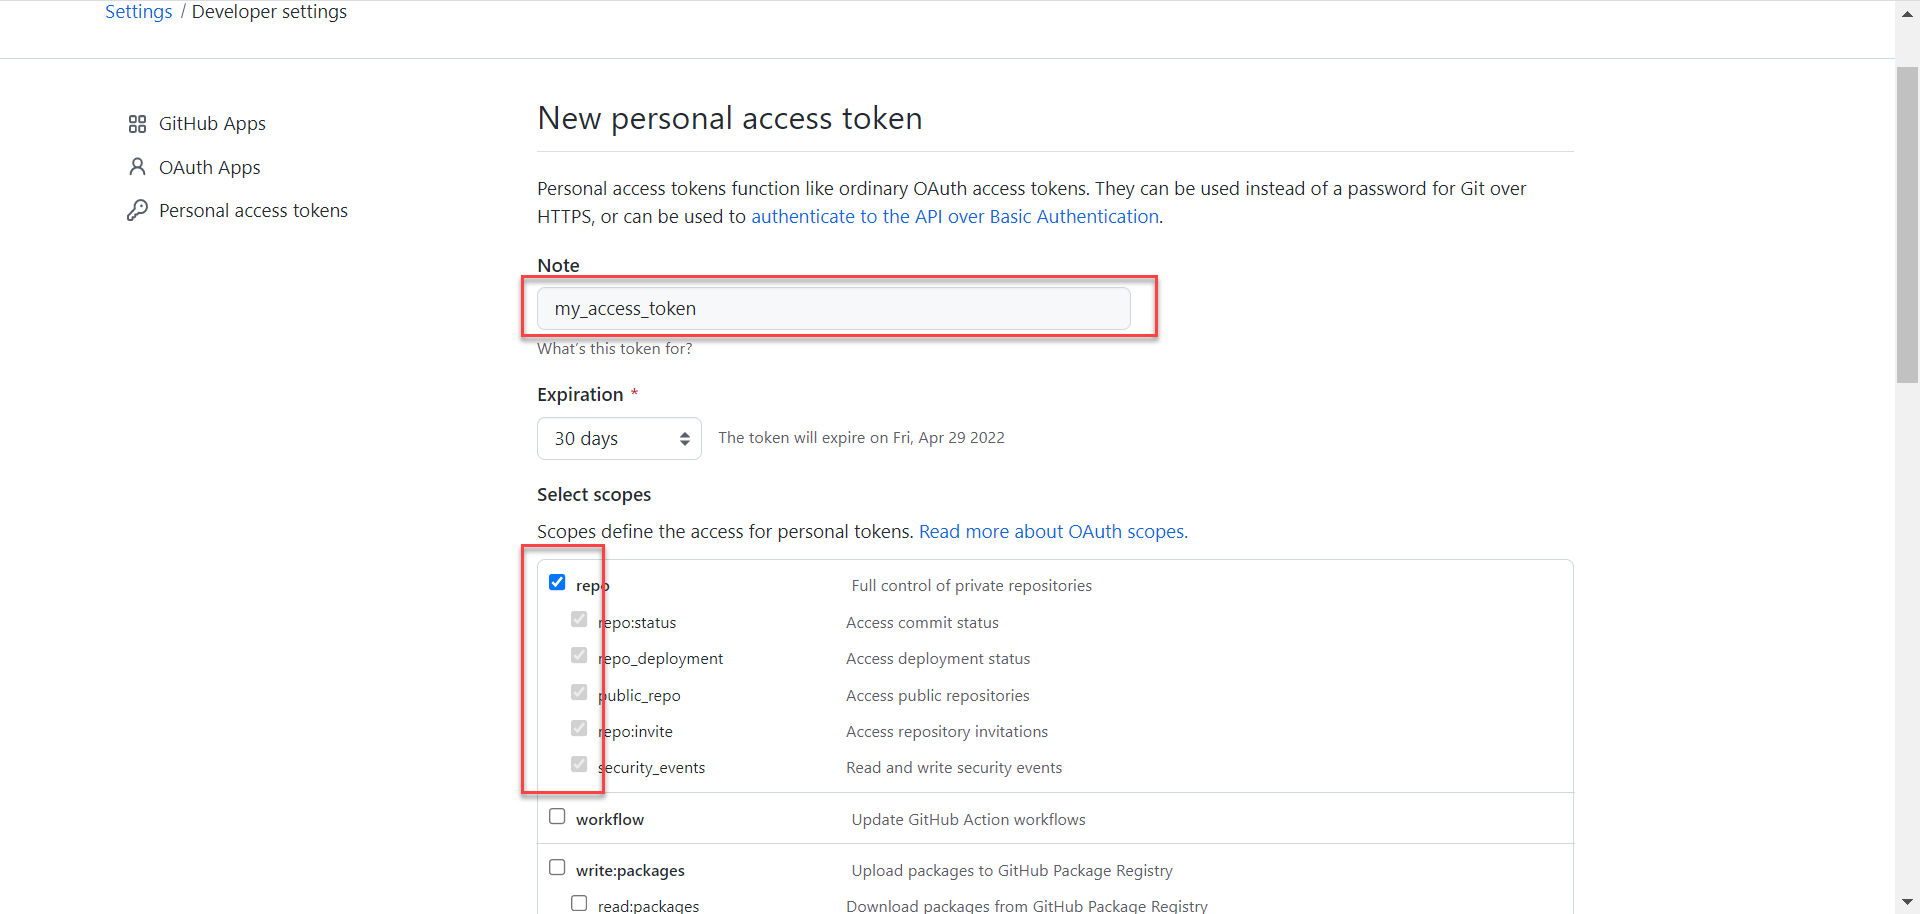 Settings / Developer settings
GitHub Apps
OAuth Apps
Personal access tokens
New personal access token
Personal access tokens function like ordinary OAuth access tokens. They can be used instead of a password for Git over
HTTPS, or can be used to authenticate to the API over Basic Authentication.
Note
my_access_token
What's this token for?
Expiration *
30 days The token will expire on Fri, Apr 29 2022
Select scopes
Scopes define the access for personal tokens. Read more about OAuth scopes.
repo Full control of private repositories
repo:status Access commit status
repo_deployment Access deployment status
public_repo Access public repositories
repo:invite Access repository invitations
security_events Read and write security events
workflow Update GitHub Action workflows
write:packages Upload packages to GitHub Package Registry
read:packages Download packages from GitHub Package Registry